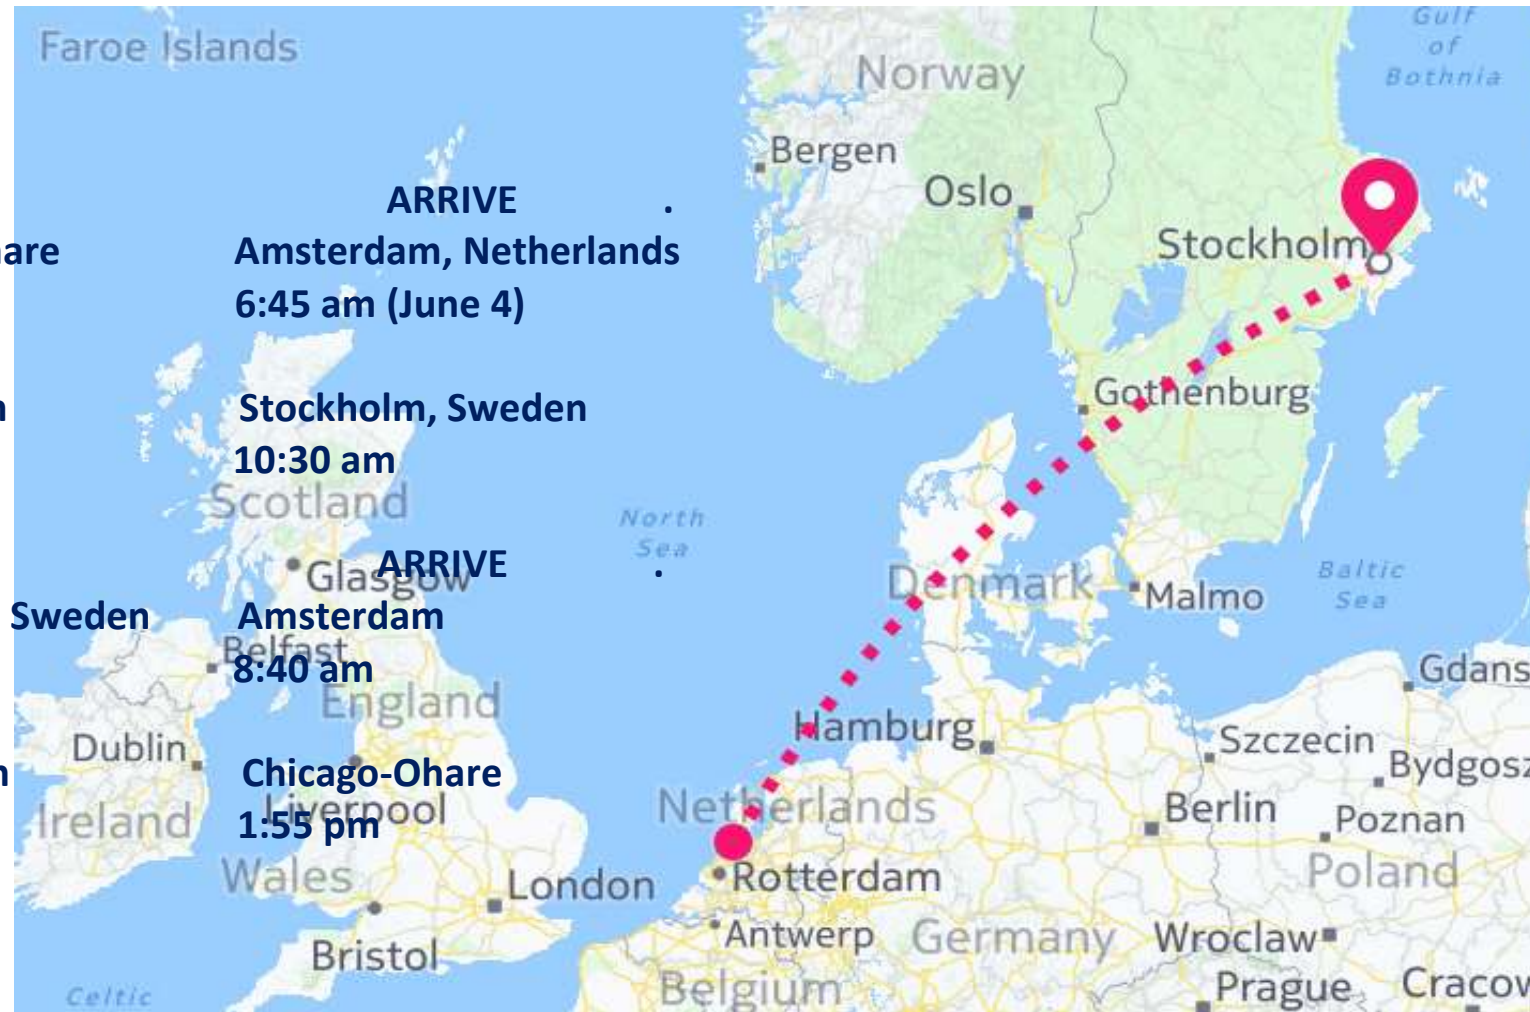 Faroe Islands
Gulf
of
Bothnia
Norway
Bergen
Oslo
ARRIVE .
Amsterdam, Netherlands
Stockholm
6:45 am (June 4)
Gothenburg
Stockholm, Sweden
10:30 am
Scotland
North
Sea
ARRIVE .
Glasgow
Denmark
Malmo
Baltic
Sea
Sweden Amsterdam
Belfast
8:40 am
England
Gdans
Hamburg
Szczecin
Dublin
Chicago-Ohare
Bydgosz
Ireland
Liverpool
1:55 pm
Netherlands
Berlin
Poznan
Wales
London
Rotterdam
Poland
Bristol
Antwerp
Germany
Wroclaw
Celtic
Belgium
Prague
Cracow